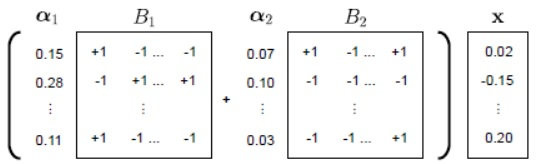 α₁ B₁ α₂ B₂ x
0.15 +1 -1 ... -1 0.07 +1 -1 ... +1 0.02
0.28 -1 +1 ... +1 0.10 -1 -1 ... -1 -0.15
⋮ ⋮ + ⋮ ⋮ ⋮
0.11 +1 -1 ... -1 0.03 -1 -1 ... +1 0.20